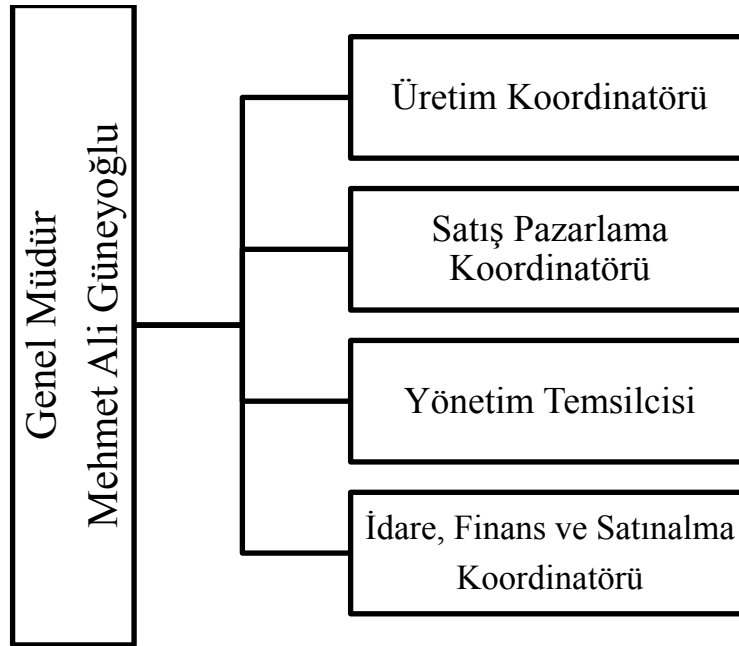 Genel Müdür
Mehmet Ali Güneyoğlu
Üretim Koordinatörü
Satış Pazarlama
Koordinatörü
Yönetim Temsilcisi
İdare, Finans ve Satınalma
Koordinatörü